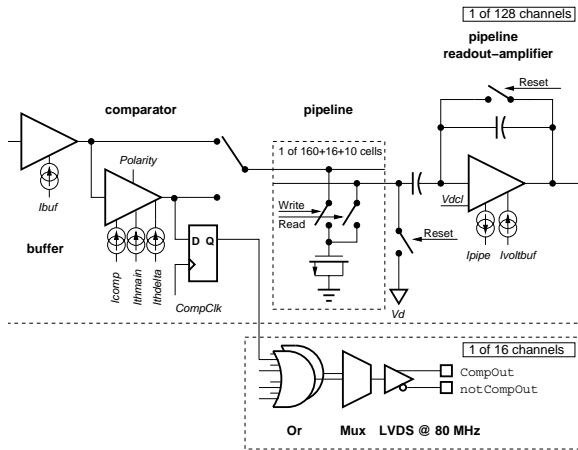 1 of 128 channels
pipeline
readout-amplifier
Reset
comparator
pipeline
1 of 160+16+10 cells
Polarity
Vdcl
Ibuf
Write
Read
Reset
buffer
D Q
Icomp
Ithmain
Ithdelta
CompClk
Ipipe
Ivoltbuf
Vd
1 of 16 channels
CompOut
notCompOut
Or
Mux
LVDS @ 80 MHz